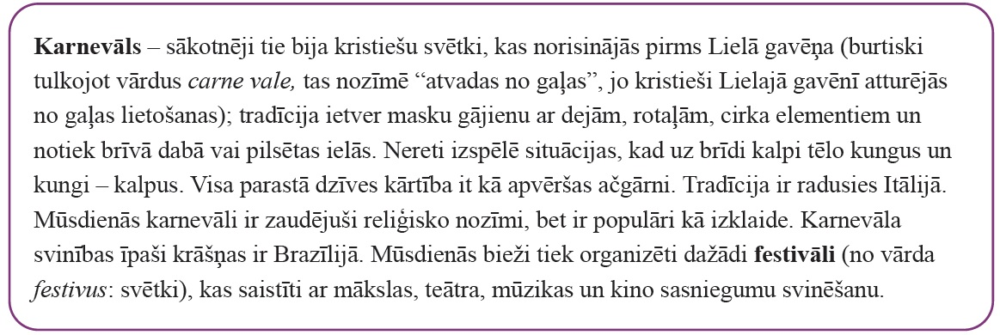 Karnevāls – sākotnēji tie bija kristiešu svētki, kas norisinājās pirms Lielā gavēņa (burtiski
tulkojot vārdus carne vale, tas nozīmē “atvadas no gaļas”, jo kristieši Lielajā gavēnī atturējās
no gaļas lietošanas); tradīcija ietver masku gājienu ar dejām, rotaļām, cirka elementiem un
notiek brīvā dabā vai pilsētas ielās. Nereti izspēlē situācijas, kad uz brīdi kalpi tēlo kungus un
kungi – kalpus. Visa parastā dzīves kārtība it kā apvēršas ačgārni. Tradīcija ir radusies Itālijā.
Mūsdienās karnevāli ir zaudējuši reliģisko nozīmi, bet ir populāri kā izklaide. Karnevāla
svinības īpaši krāšņas ir Brazīlijā. Mūsdienās bieži tiek organizēti dažādi festivāli (no vārda
festivus: svētki), kas saistīti ar mākslas, teātra, mūzikas un kino sasniegumu svinēšanu.